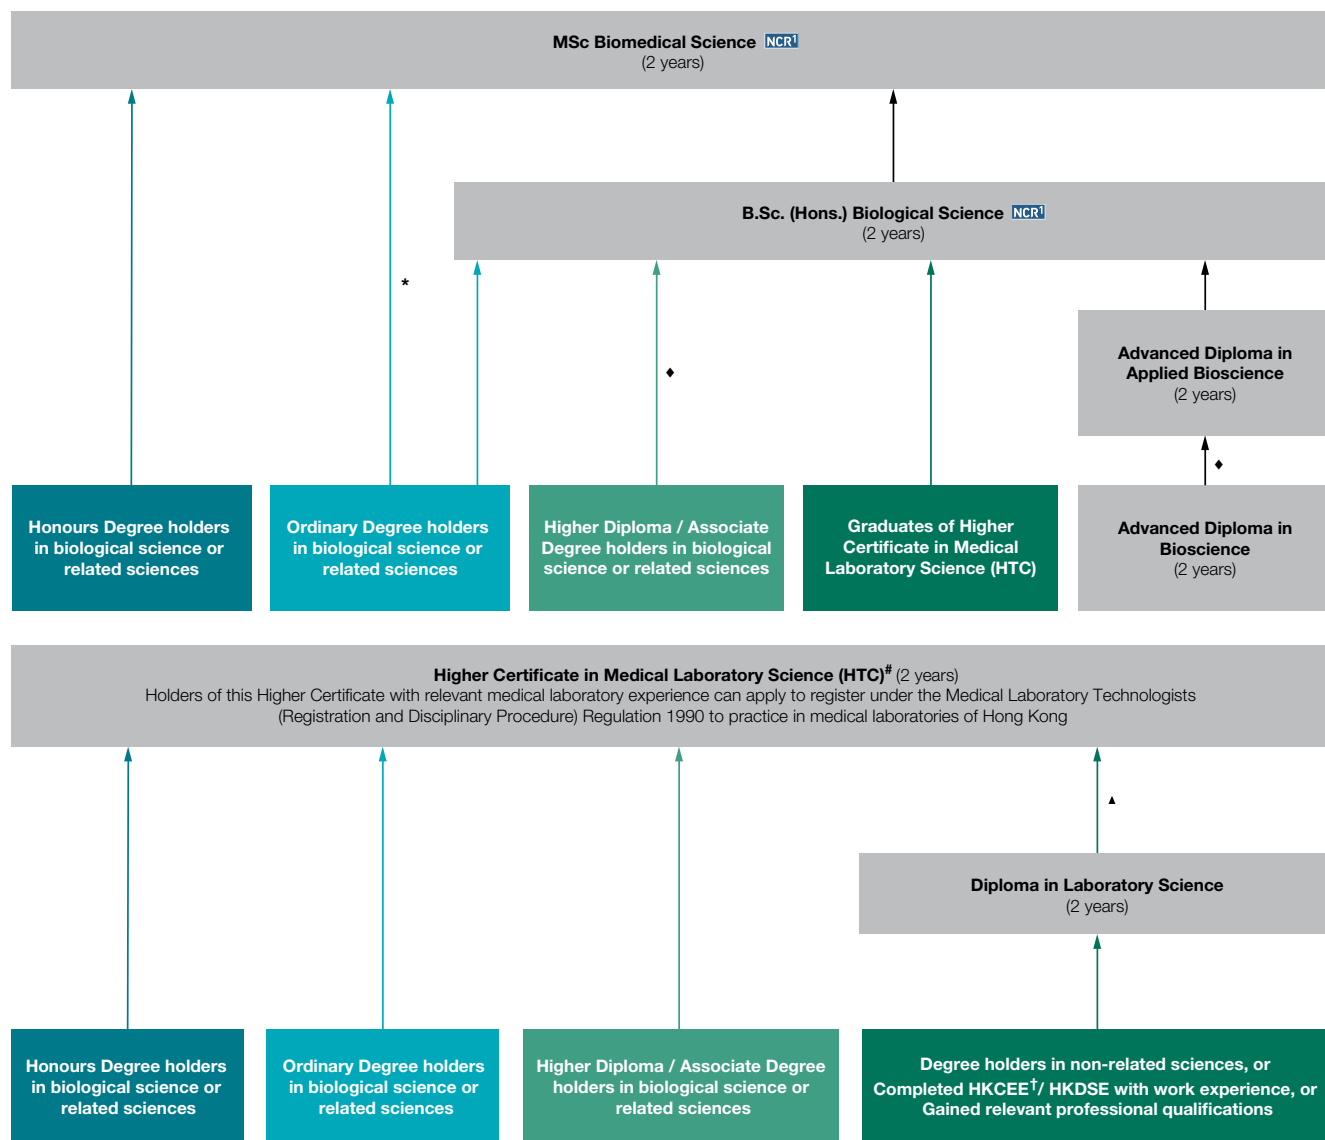 MSc Biomedical Science NCR1
(2 years)
B.Sc. (Hons.) Biological Science NCR1
(2 years)
*
♦
Advanced Diploma in
Applied Bioscience
(2 years)
♦
Honours Degree holders
in biological science or
related sciences
Ordinary Degree holders
in biological science or
related sciences
Higher Diploma / Associate
Degree holders in biological
science or related sciences
Graduates of Higher
Certificate in Medical
Laboratory Science (HTC)
Advanced Diploma in
Bioscience
(2 years)
Higher Certificate in Medical Laboratory Science (HTC)# (2 years)
Holders of this Higher Certificate with relevant medical laboratory experience can apply to register under the Medical Laboratory Technologists
(Registration and Disciplinary Procedure) Regulation 1990 to practice in medical laboratories of Hong Kong
▲
Diploma in Laboratory Science
(2 years)
Honours Degree holders
in biological science or
related sciences
Ordinary Degree holders
in biological science or
related sciences
Higher Diploma / Associate Degree
holders in biological science or
related sciences
Degree holders in non-related sciences, or
Completed HKCEE†/ HKDSE with work experience, or
Gained relevant professional qualifications